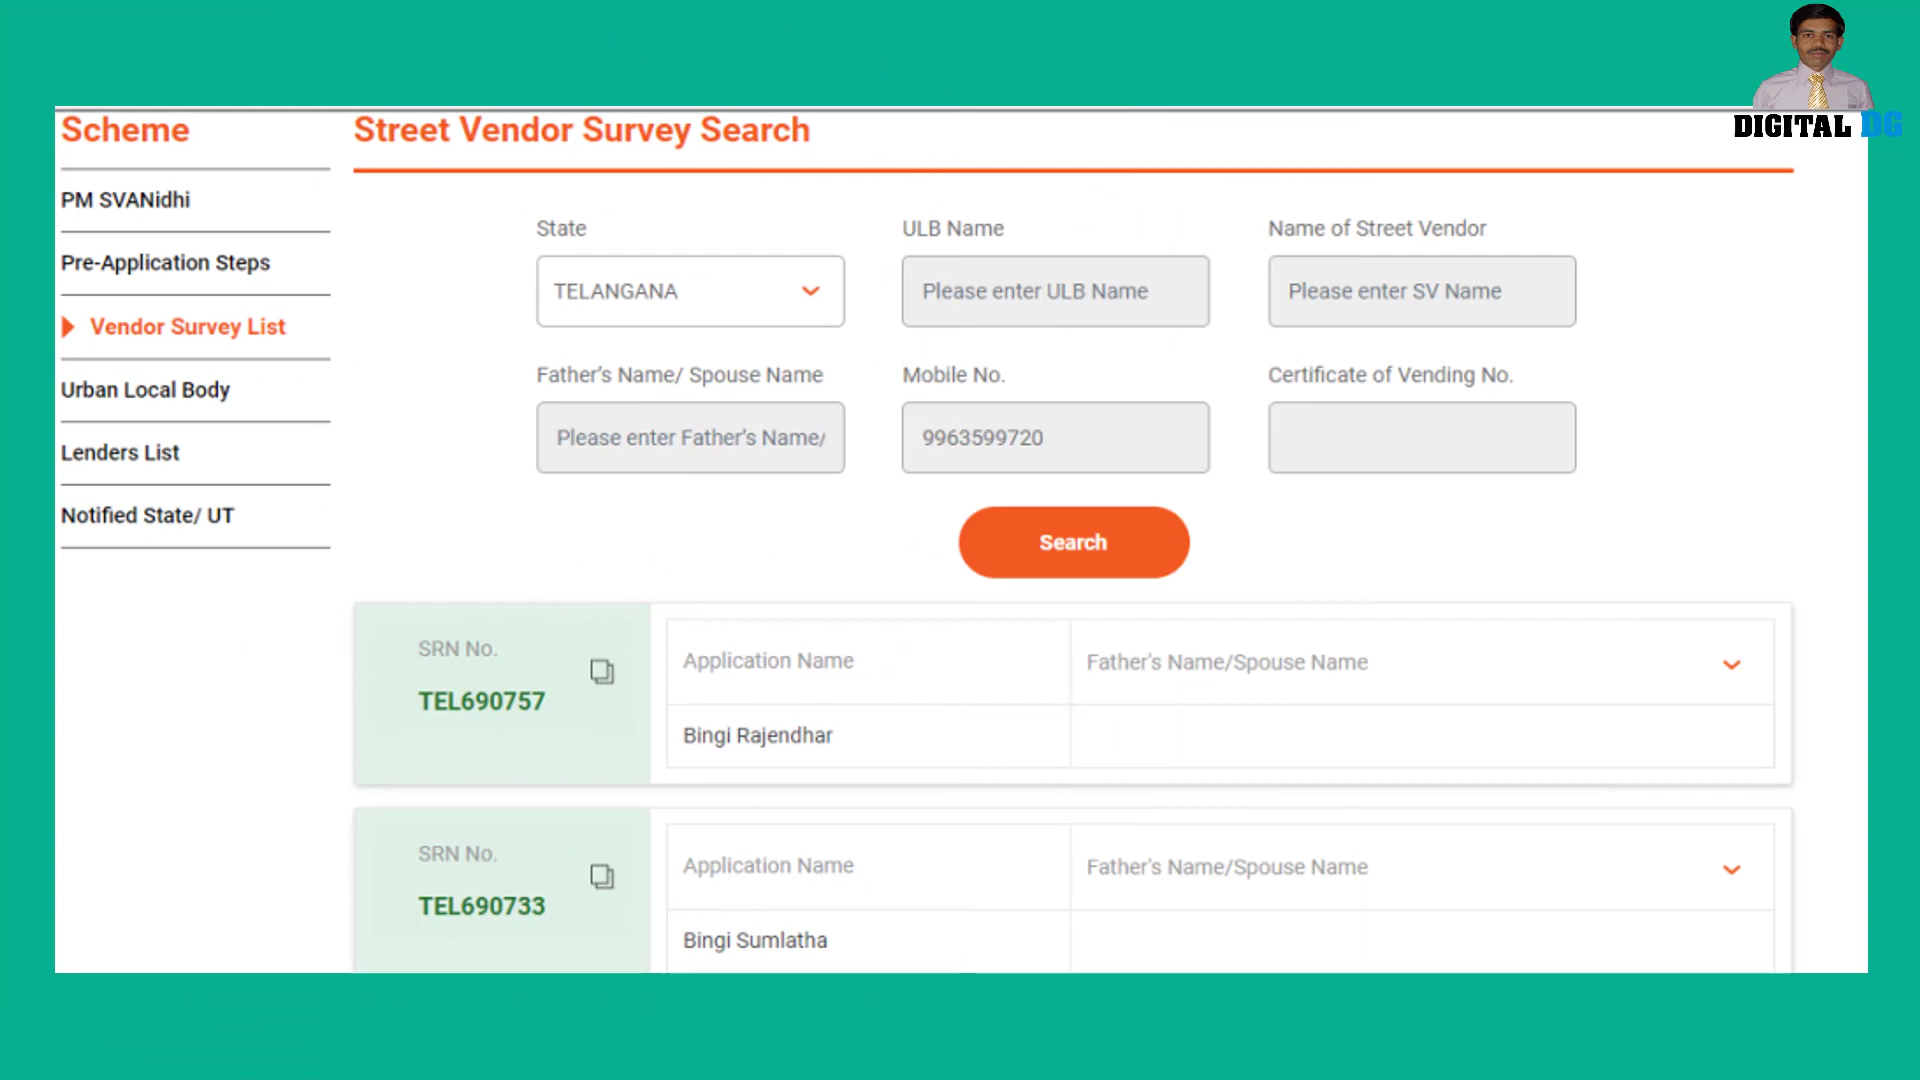 DIGITAL DG
Scheme
Street Vendor Survey Search
PM SVANidhi
Pre-Application Steps
Vendor Survey List
Urban Local Body
Lenders List
Notified State/ UT
State
ULB Name
Name of Street Vendor
TELANGANA
Please enter ULB Name
Please enter SV Name
Father's Name/ Spouse Name
Mobile No.
Certificate of Vending No.
Please enter Father's Name/
9963599720
Search
SRN No.
TEL690757
Application Name
Father's Name/Spouse Name
Bingi Rajendhar
SRN No.
TEL690733
Application Name
Father's Name/Spouse Name
Bingi Sumlatha